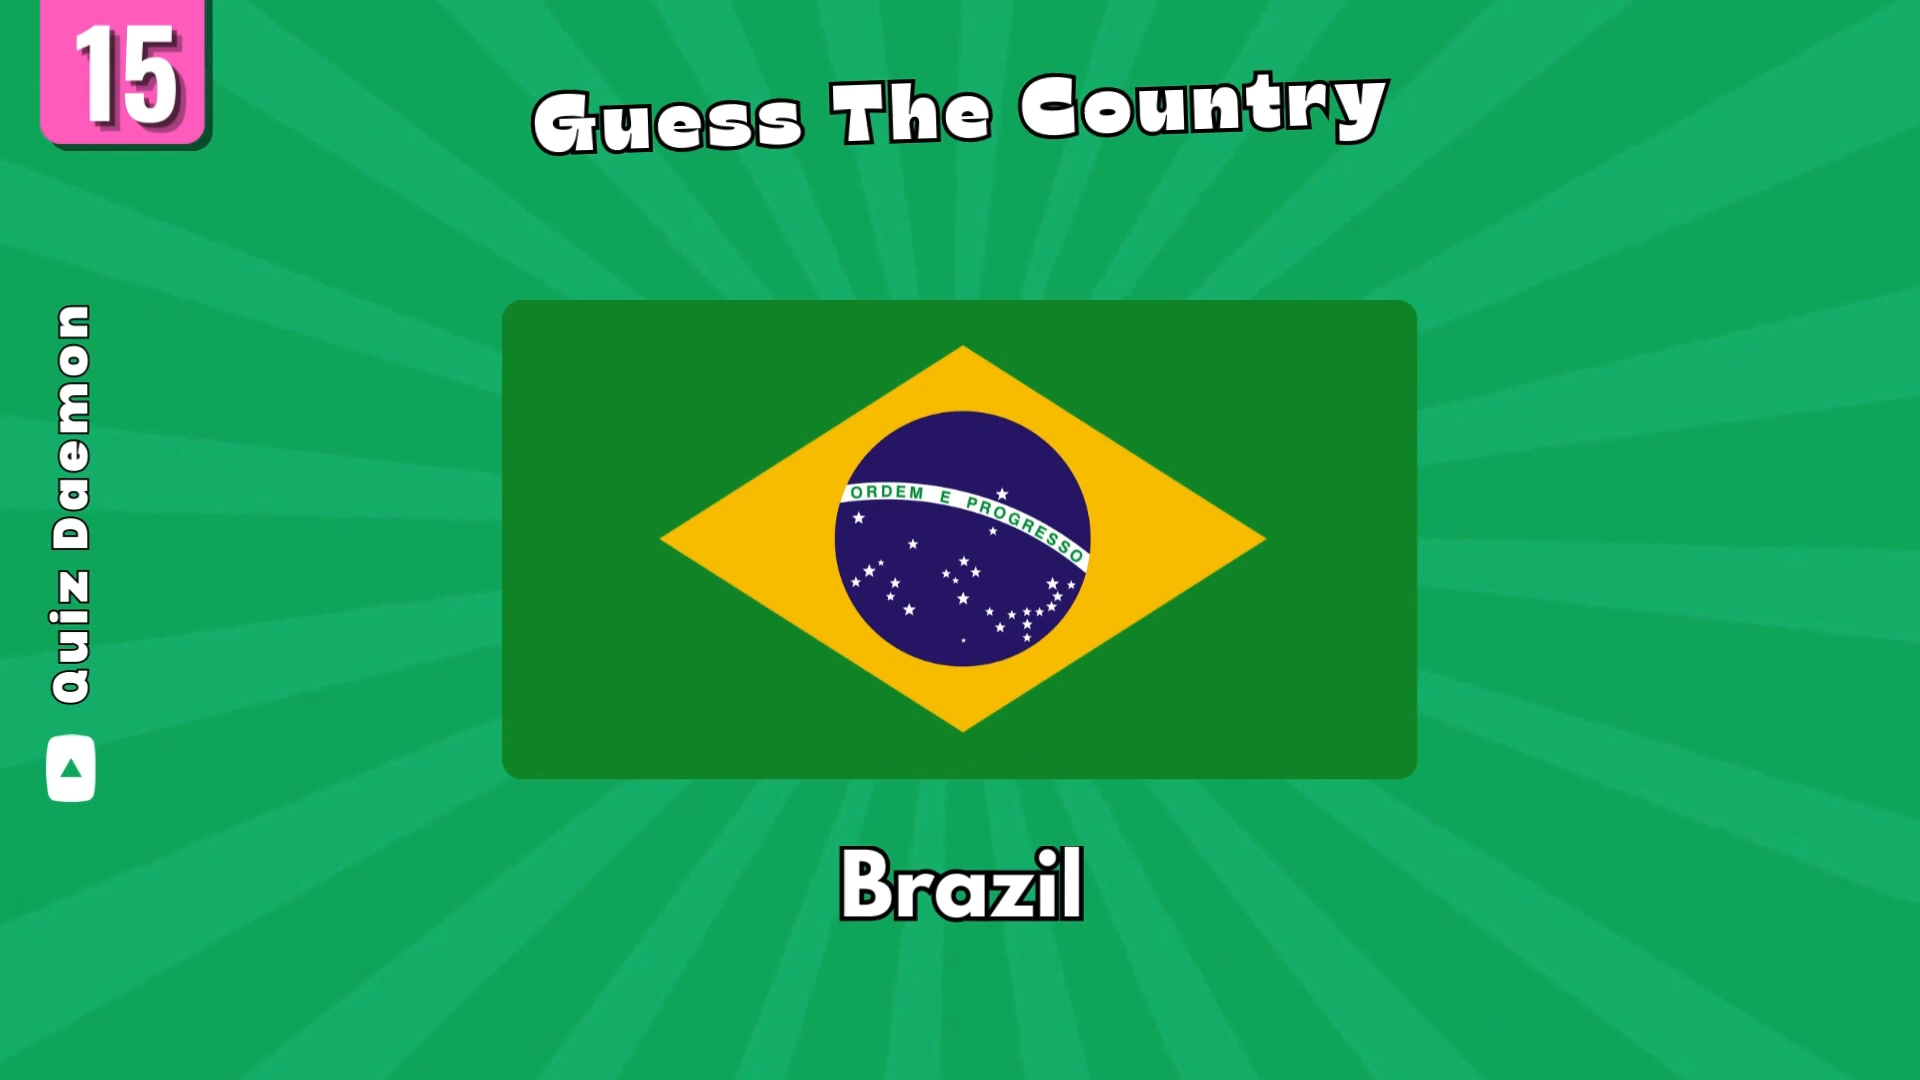 15
Guess The Country
Quiz Daemon
ORDEM E PROGRESSO
Brazil